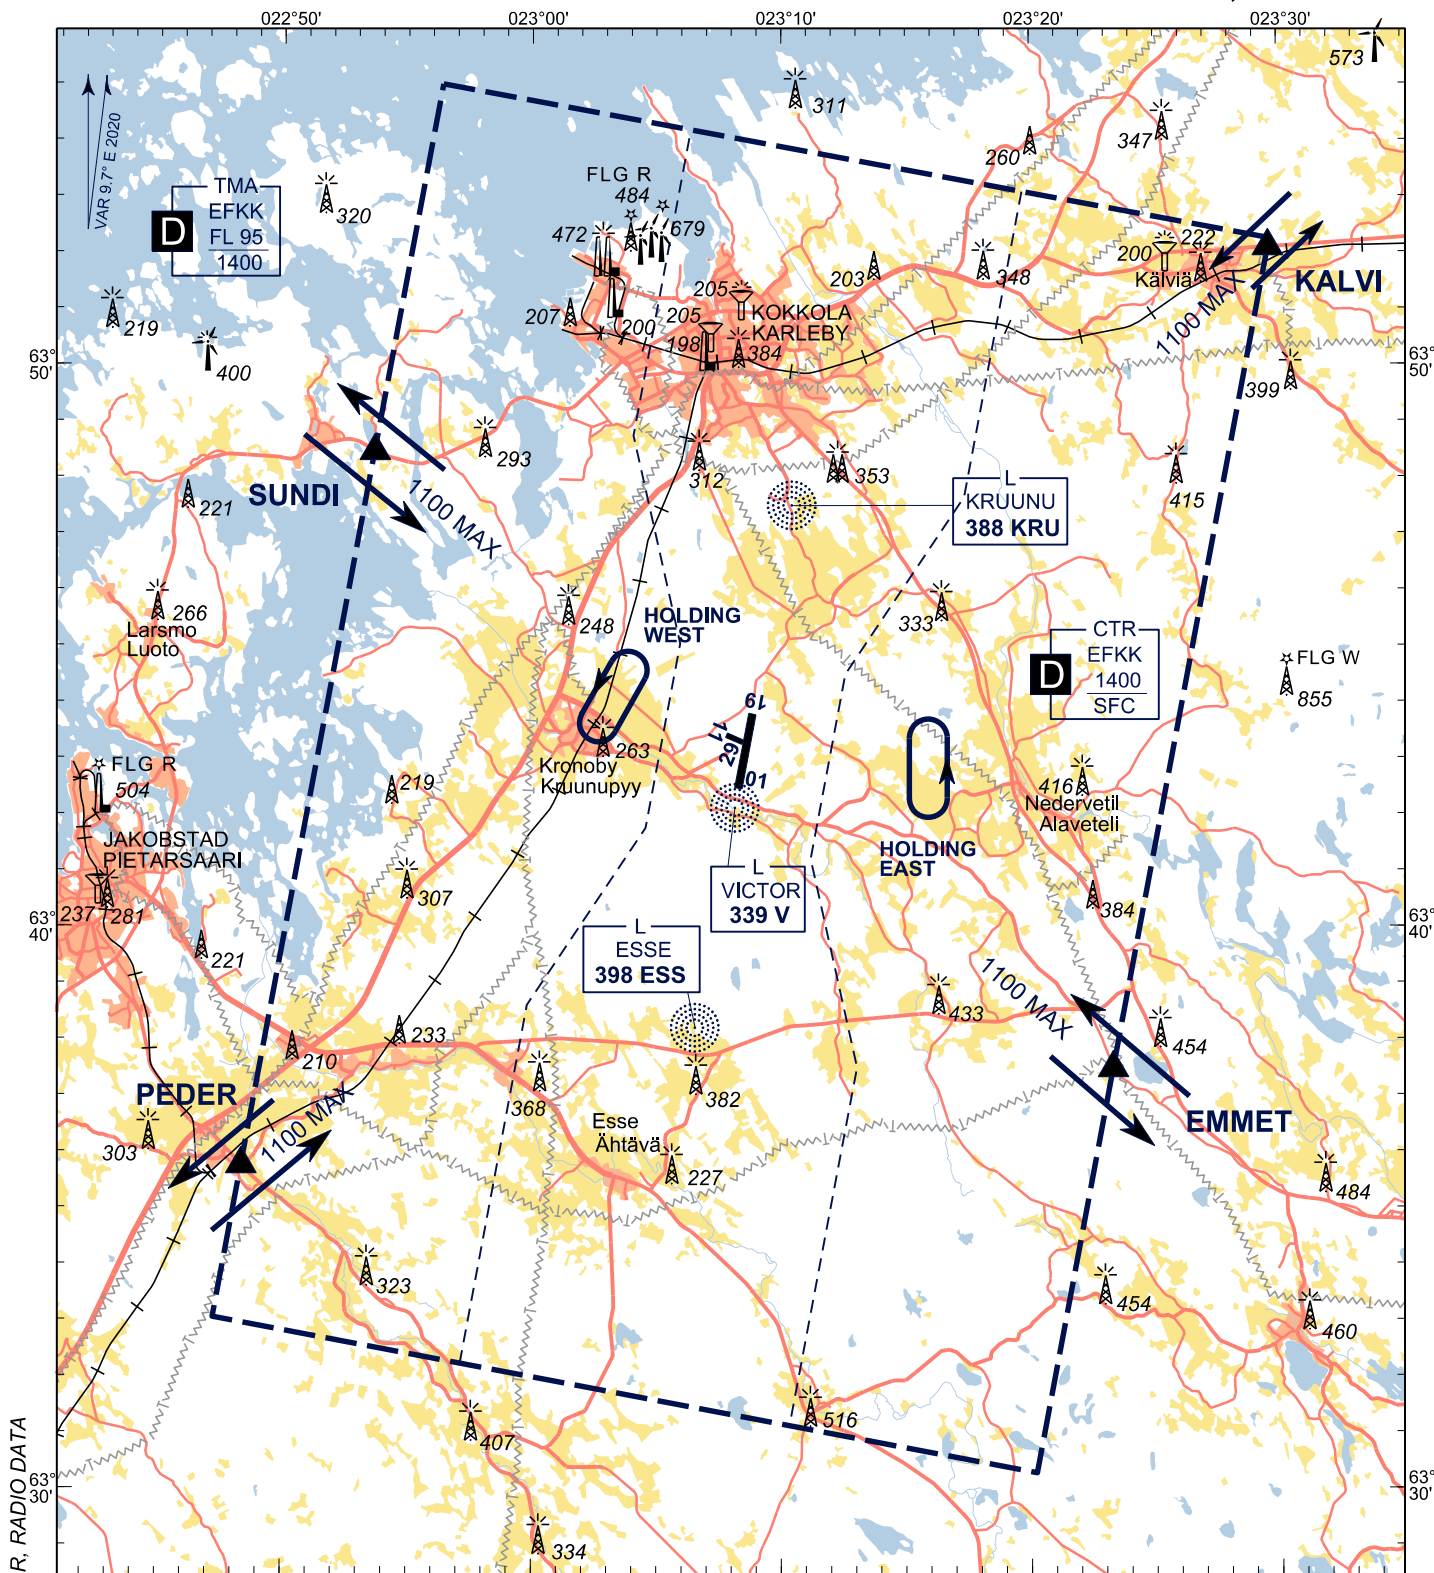 022°50'
023°00'
023°10'
023°20'
023°30'
573
311
347
260
VAR 9.7° E 2020
TMA
EFKK
FL 95
1400
D
320
FLG R
484
679
472
222
200
Kälviä
KALVI
1100 MAX
203
348
219
207
200
205
205
KOKKOLA
KARLEBY
198
384
400
63°
50'
63°
50'
399
293
312
353
415
SUNDI
1100 MAX
221
L
KRUUNU
388 KRU
266
Larsmo
Luoto
248
HOLDING
WEST
333
CTR
EFKK
1400
SFC
D
FLG W
855
19
11
29
01
263
Kronoby
Kruunupyy
FLG R
504
219
416
Nedervetil
Alaveteli
JAKOBSTAD
PIETARSAARI
HOLDING
EAST
L
VICTOR
339 V
307
237
281
384
63°
40'
63°
40'
221
L
ESSE
398 ESS
1100 MAX
433
233
210
454
PEDER
1100 MAX
368
382
EMMET
303
Esse
Ähtävä
227
484
323
454
460
407
516
63°
30'
63°
30'
334
R, RADIO DATA